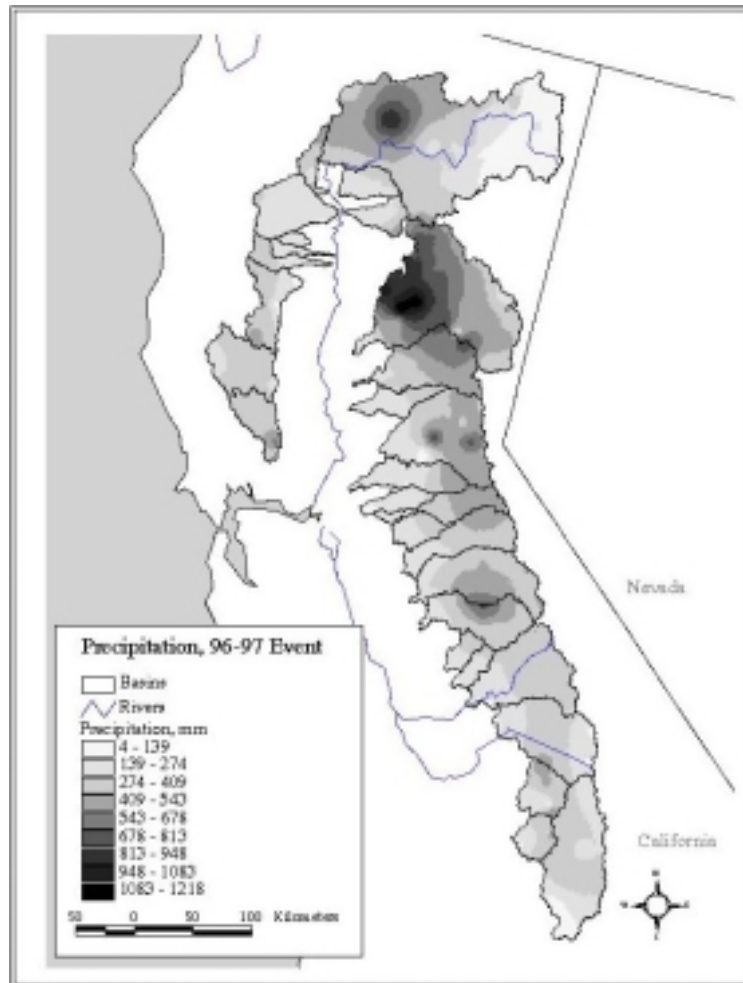 Nevada
Precipitation, 96-97 Event
Basins
Rivers
Precipitation, mm
4 - 139
139 - 274
274 - 409
409 - 543
543 - 678
678 - 813
813 - 948
948 - 1083
1083 - 1218
50 0 50 100 Kilometers
California
N
W E
S